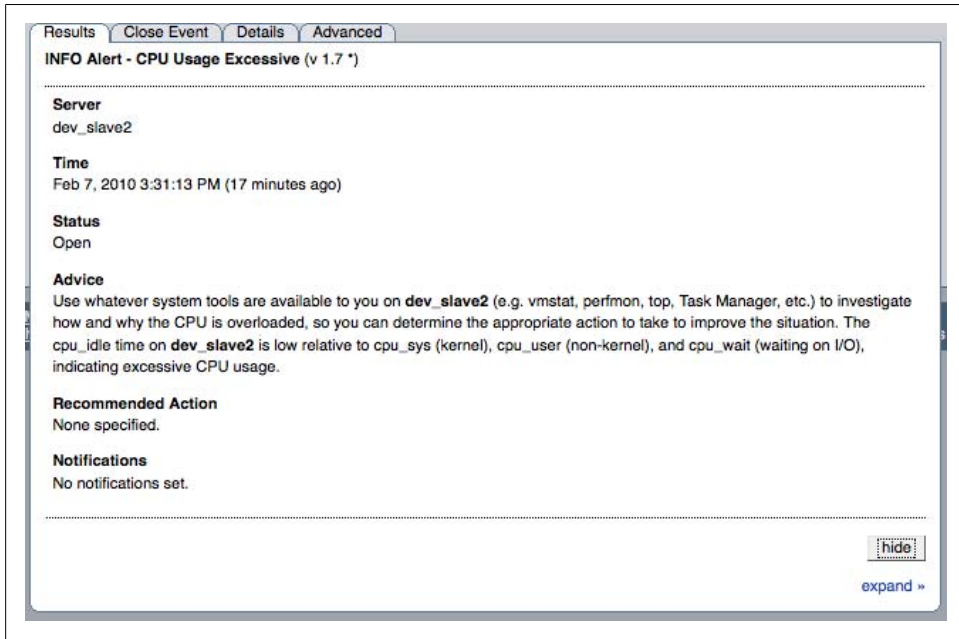 Results Close Event Details Advanced
INFO Alert - CPU Usage Excessive (v 1.7 *)
Server
dev_slave2
Time
Feb 7, 2010 3:31:13 PM (17 minutes ago)
Status
Open
Advice
Use whatever system tools are available to you on dev_slave2 (e.g. vmstat, perfmon, top, Task Manager, etc.) to investigate
how and why the CPU is overloaded, so you can determine the appropriate action to take to improve the situation. The
cpu_idle time on dev_slave2 is low relative to cpu_sys (kernel), cpu_user (non-kernel), and cpu_wait (waiting on I/O),
indicating excessive CPU usage.
Recommended Action
None specified.
Notifications
No notifications set.
hide
expand »